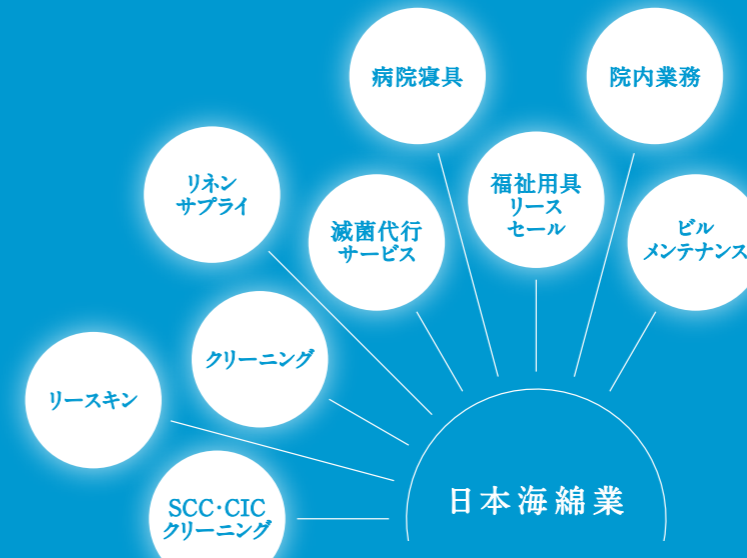 病院寝具
院内業務
リネン
サプライ
滅菌代行
サービス
福祉用具
リース
セール
ビル
メンテナンス
クリーニング
リースキン
SCC･CIC
クリーニング
日本海綿業